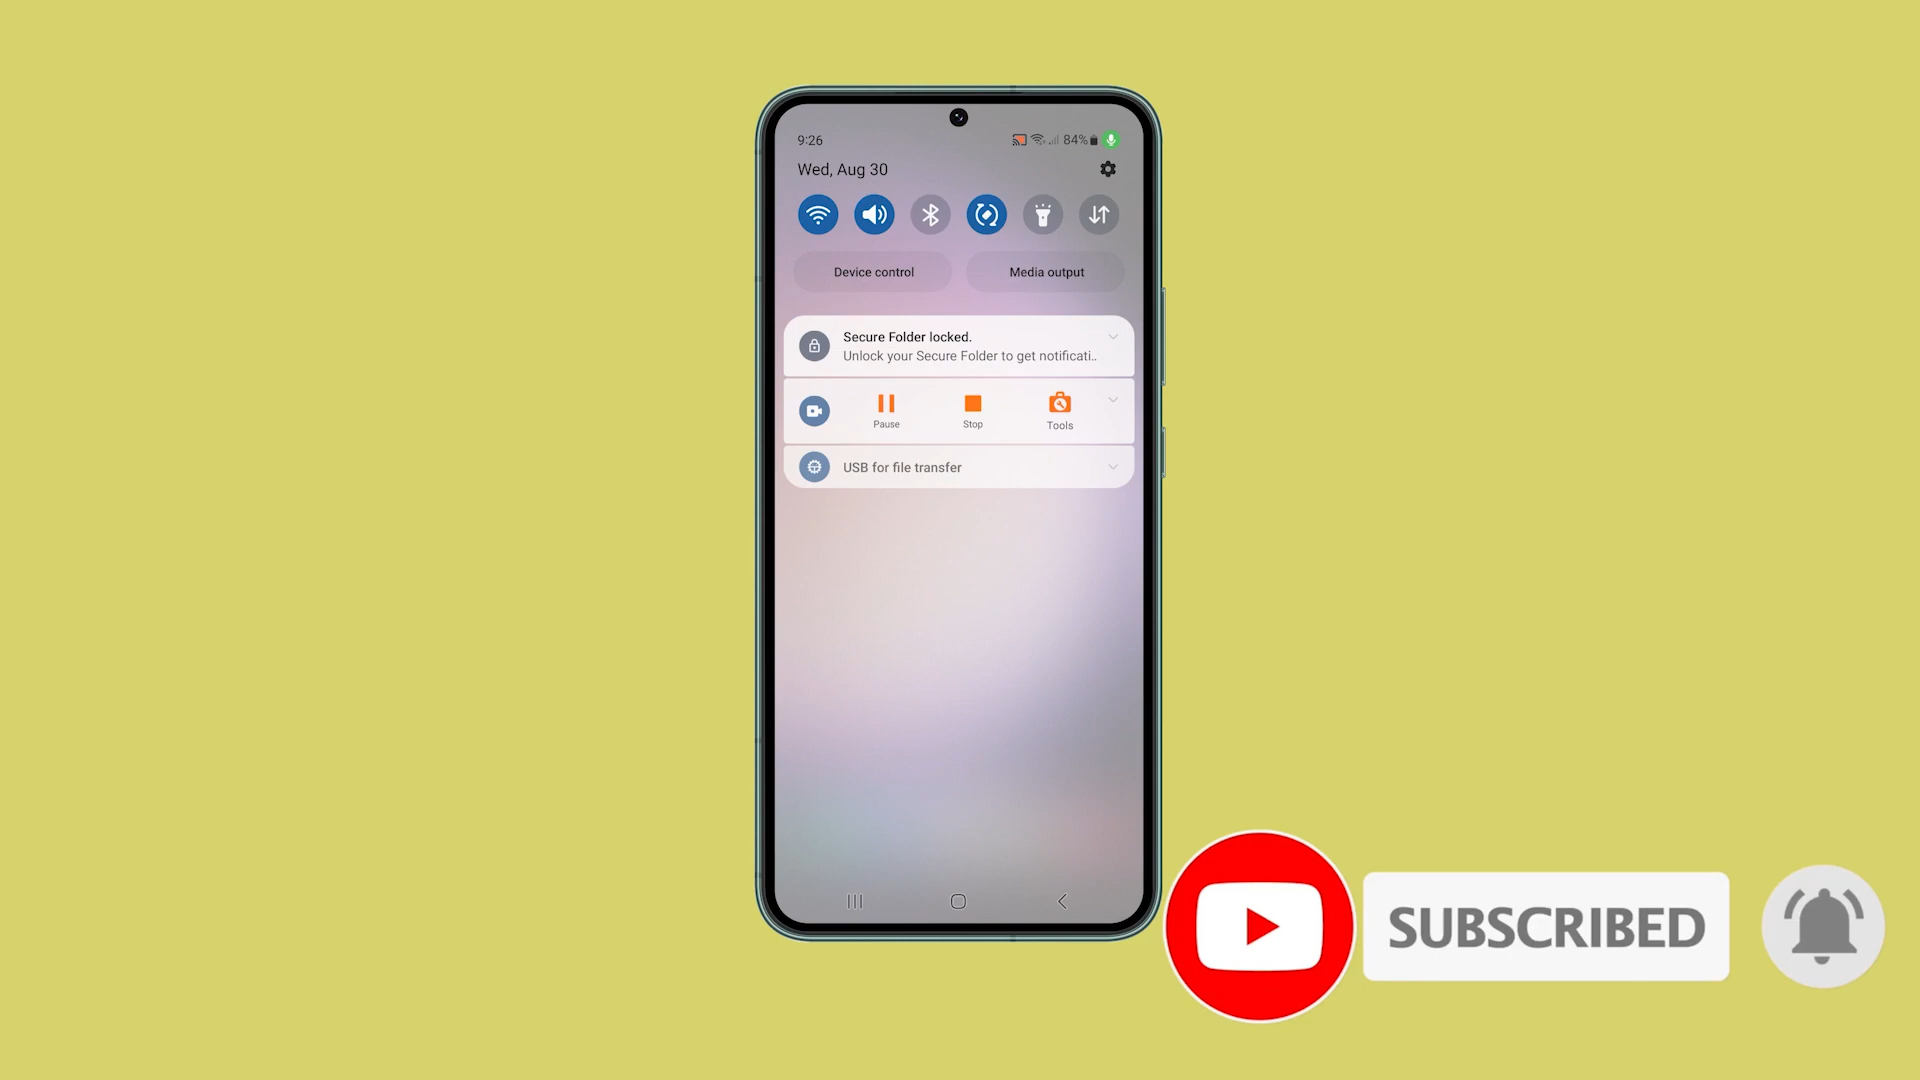 9:26
84%
Wed, Aug 30
Device control
Media output
Secure Folder locked.
Unlock your Secure Folder to get notificati..
Pause
Stop
Tools
USB for file transfer
SUBSCRIBED